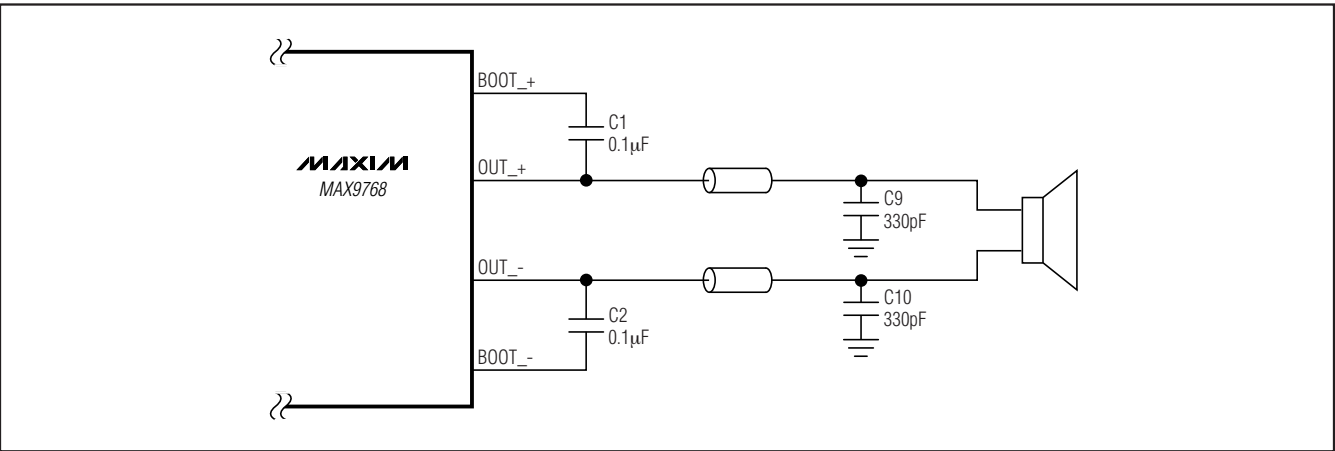 BOOT_+
C1
0.1µF
MAXIM
MAX9768
OUT_+
C9
330pF
OUT_-
C2
0.1µF
C10
330pF
BOOT_-